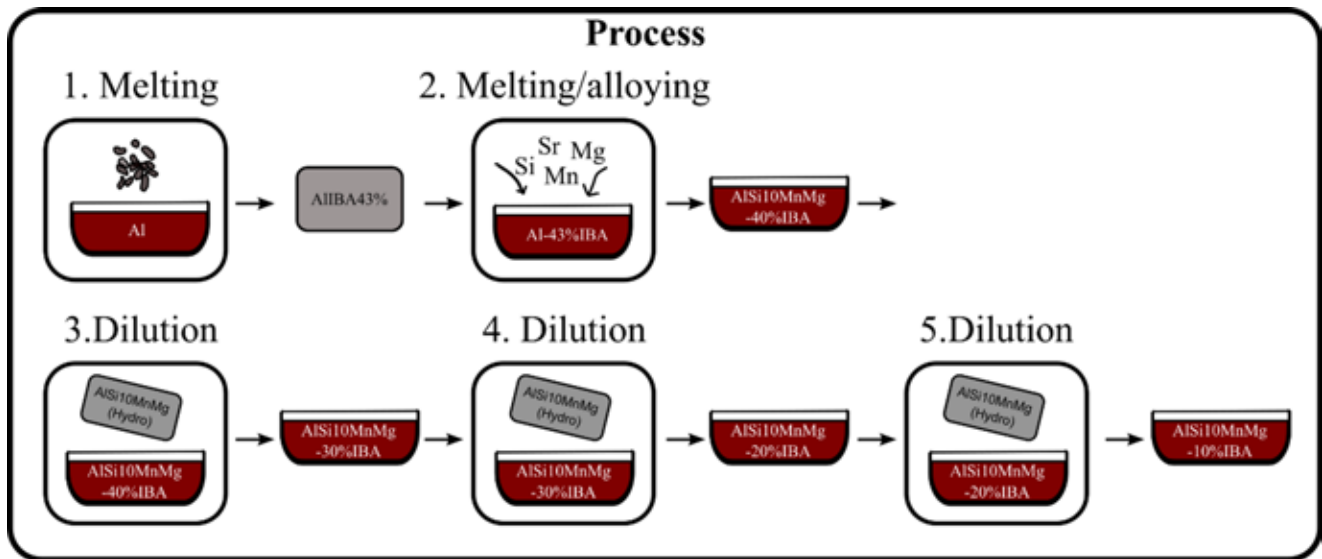 Process
1. Melting
2. Melting/alloying
Al
AlIBA43%
Sr
Mg
Si
Mn
Al-43%IBA
AlSi10MnMg
-40%IBA
3.Dilution
4. Dilution
5.Dilution
AlSi10MnMg
(Hydro)
AlSi10MnMg
-40%IBA
AlSi10MnMg
-30%IBA
AlSi10MnMg
(Hydro)
AlSi10MnMg
-30%IBA
AlSi10MnMg
-20%IBA
AlSi10MnMg
(Hydro)
AlSi10MnMg
-20%IBA
AlSi10MnMg
-10%IBA